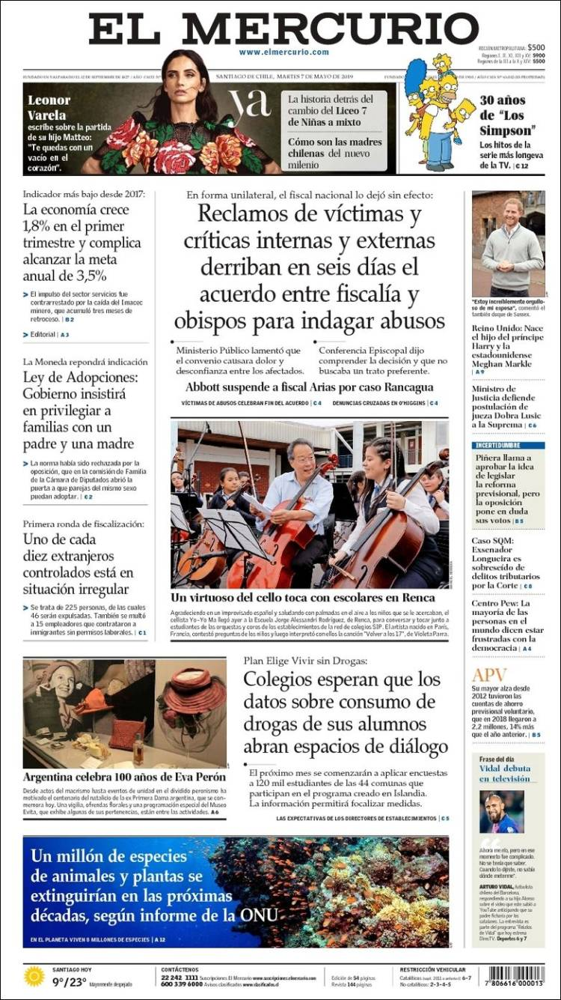 EL MERCURIO
www.elmercurio.com
REGIÓN METROPOLITANA: $500
Regiones I, II, XI, XII y XV: $900
Regiones de la III a la X y XIV: $500
FUNDADO EN VALPARAÍSO EL 12 DE SEPTIEMBRE DE 1827
SANTIAGO DE CHILE, MARTES 7 DE MAYO DE 2019
Leonor
Varela
escribe sobre la partida
de su hijo Matteo:
"Te quedas con un
vacío en el
corazón".
ya
La historia detrás del
cambio del Liceo 7
de Niñas a mixto
Cómo son las madres
chilenas del nuevo
milenio
30 años
de "Los
Simpson"
Los hitos de la
serie más longeva
de la TV. | C 12
Indicador más bajo desde 2017:
La economía crece
1,8% en el primer
trimestre y complica
alcanzar la meta
anual de 3,5%
> El impulso del sector servicios fue
contrarrestado por la caída del Imacec
minero, que acumuló tres meses de
retroceso. | B 2
> Editorial | A 3
La Moneda repondrá indicación
Ley de Adopciones:
Gobierno insistirá
en privilegiar a
familias con un
padre y una madre
> La norma había sido rechazada por la
oposición, que en la comisión de Familia
de la Cámara de Diputados abrió la
puerta a que parejas del mismo sexo
puedan adoptar. | C 2
Primera ronda de fiscalización:
Uno de cada
diez extranjeros
controlados está en
situación irregular
> Se trata de 225 personas, de las cuales
46 serán expulsadas. También se multó
a 15 empleadores que contrataron a
inmigrantes sin permisos laborales. | C 1
En forma unilateral, el fiscal nacional lo dejó sin efecto:
Reclamos de víctimas y
críticas internas y externas
derriban en seis días el
acuerdo entre fiscalía y
obispos para indagar abusos
Ministerio Público lamentó que
el convenio causara dolor y
desconfianza entre los afectados.
Conferencia Episcopal dijo
comprender la decisión y que no
buscaba un trato preferente.
Abbott suspende a fiscal Arias por caso Rancagua
VÍCTIMAS DE ABUSOS CELEBRAN FIN DEL ACUERDO | C 4
DENUNCIAS CRUZADAS EN O'HIGGINS | C 4
Un virtuoso del cello toca con escolares en Renca
Agradeciendo en un improvisado español y saludando con palmadas en el aire a los niños que se le acercaban, el
cellista Yo-Yo Ma llegó ayer a la Escuela Jorge Alessandri Rodríguez, de Renca, para conversar y tocar junto a
estudiantes de las orquestas y coros de los establecimientos de la red de colegios SIP. El artista nacido en París,
Francia, contestó preguntas de los niños y luego interpretó con ellos la canción "Volver a los 17", de Violeta Parra.
"Estoy increíblemente orgullo-
so de mi esposa", comentó el
también duque de Sussex.
Reino Unido: Nace
el hijo del príncipe
Harry y la
estadounidense
Meghan Markle
| A 9
Ministro de
Justicia defiende
postulación de
jueza Dobra Lusic
a la Suprema | C 6
INCERTIDUMBRE
Piñera llama a
aprobar la idea
de legislar
la reforma
previsional, pero
la oposición
pone en duda
sus votos | B 5
Caso SQM:
Exsenador
Longueira es
sobreseído de
delitos tributarios
por la Corte | C 8
Centro Pew: La
mayoría de las
personas en el
mundo dicen estar
frustradas con la
democracia | A 4
APV
Su mayor alza desde
2012 tuvieron las
cuentas de ahorro
previsional voluntario,
que en 2018 llegaron a
2,2 millones, 14% más
que el año anterior. | B 5
Argentina celebra 100 años de Eva Perón
Desde actos del macrismo hasta eventos de unidad en el dividido peronismo ha
motivado el centenario del natalicio de la ex Primera Dama argentina, que se con-
memora hoy. Una vigilia, ofrendas florales y una programación especial del Museo
Evita, que exhibe algunas de sus pertenencias, están entre las actividades. A 6
Plan Elige Vivir sin Drogas:
Colegios esperan que los
datos sobre consumo de
drogas de sus alumnos
abran espacios de diálogo
El próximo mes se comenzarán a aplicar encuestas
a 120 mil estudiantes de las 44 comunas que
participan en el programa creado en Islandia.
La información permitirá focalizar medidas.
LAS EXPECTATIVAS DE LOS DIRECTORES DE ESTABLECIMIENTOS | C 5
Frase del día
Vidal debuta
en televisión
Ahora me río, pero en ese
momento fue complicado.
No se tenía que saber.
Cuando lo dijiste, no sabía
dónde meterme".
ARTURO VIDAL, futbolista
chileno del Barcelona,
respondiendo a su hijo Alonso
sobre el video que este subió a
YouTube anticipando que su
padre ficharía por los
catalanes. La entrevista es
parte del programa "Relatos
de Vidal" que hoy estrena
DirecTV. Deportes 6 y 7
Un millón de especies
de animales y plantas se
extinguirían en las próximas
décadas, según informe de la ONU
EN EL PLANETA VIVEN 8 MILLONES DE ESPECIES | A 12
SANTIAGO HOY
9°/23° Mayormente despejado
CONTÁCTENOS
22 242 1111 Suscripciones El Mercurio www.suscripciones.elmercurio.com
600 339 6000 Avisos clasificados www.clasificados.cl
Edición de 54 páginas
Revista 144 páginas
RESTRICCIÓN VEHICULAR
Catalíticos (sept. 2011 o anterior): 6-7
No catalíticos: 2-3-4-5
7 806616 000013